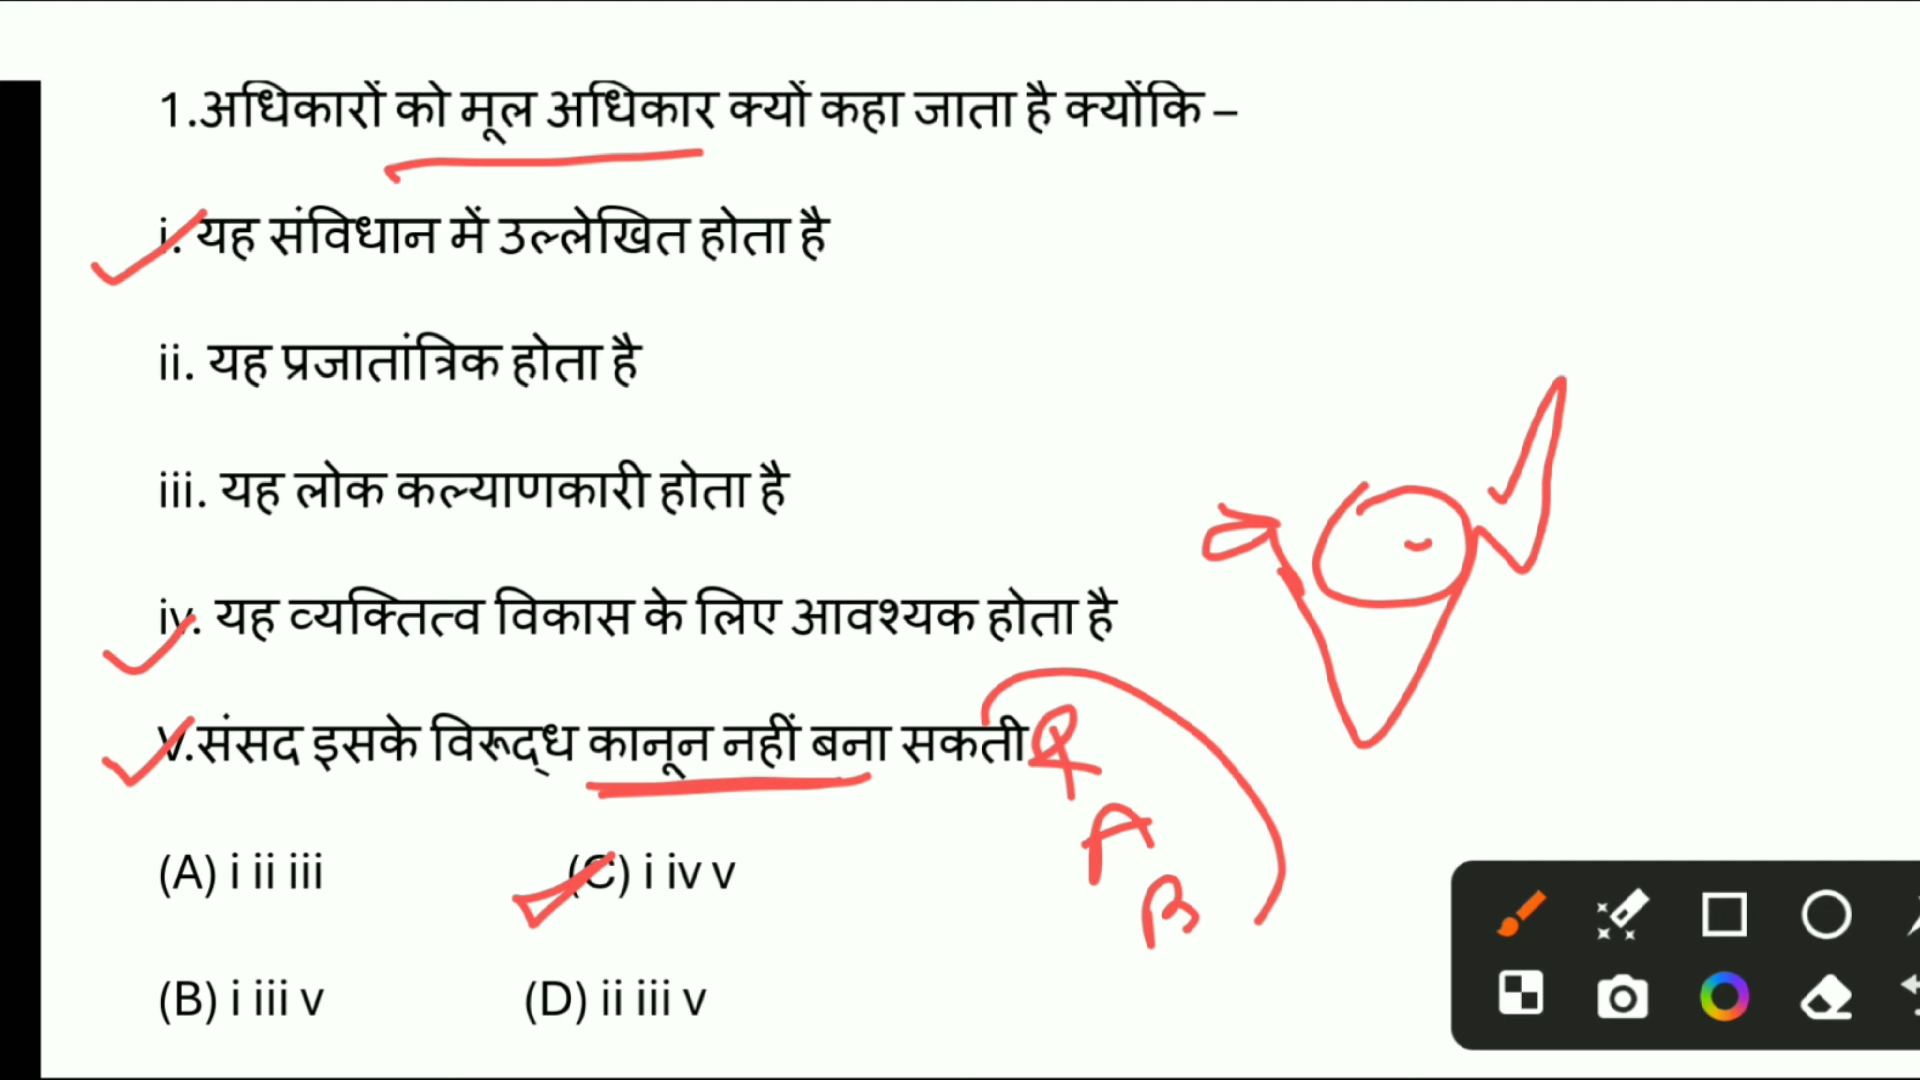 1.अधिकारों को मूल अधिकार क्यों कहा जाता है क्योंकि –
i. यह संविधान में उल्लेखित होता है
ii. यह प्रजातांत्रिक होता है
iii. यह लोक कल्याणकारी होता है
iv. यह व्यक्तित्व विकास के लिए आवश्यक होता है
v.संसद इसके विरूद्ध कानून नहीं बना सकती
(A) i ii iii (C) i iv v
(B) i iii v (D) ii iii v